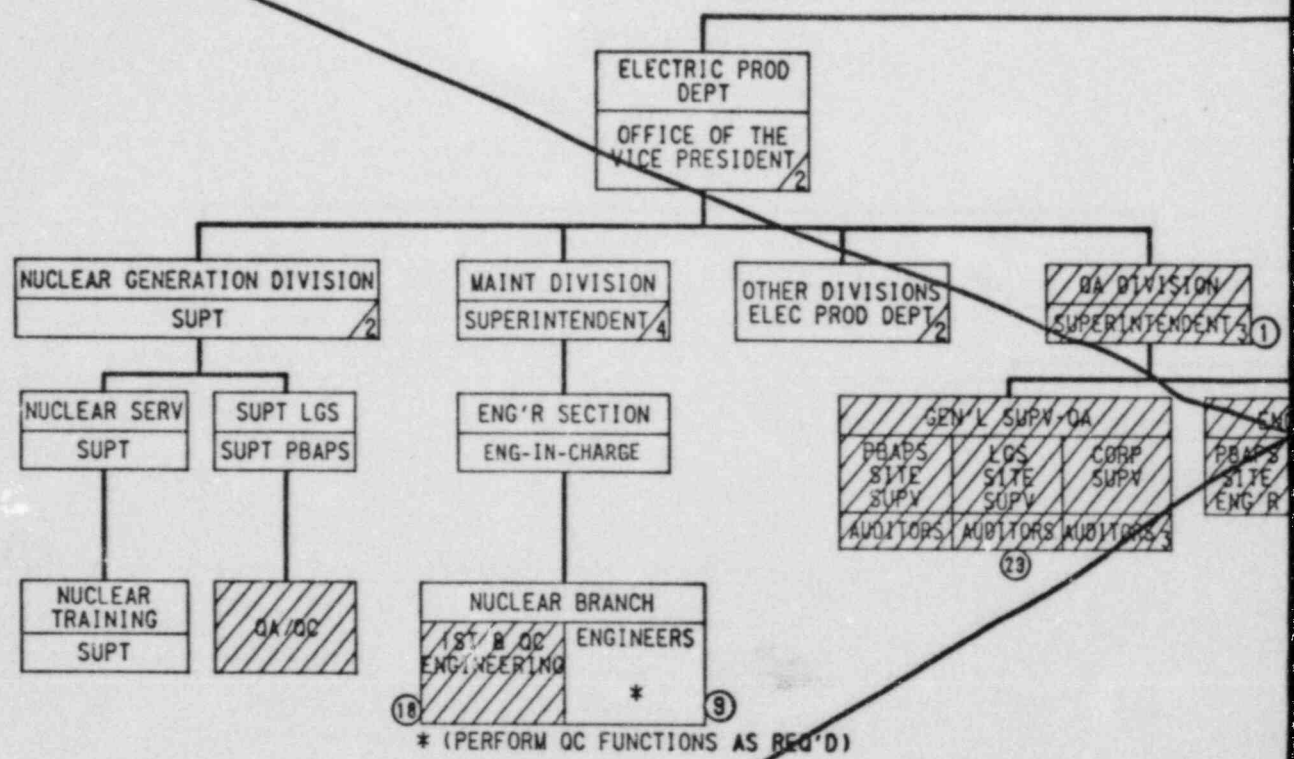 ELECTRIC PROD
DEPT
OFFICE OF THE
VICE PRESIDENT
2
NUCLEAR GENERATION DIVISION
SUPT
2
MAINT DIVISION
SUPERINTENDENT
4
OTHER DIVISIONS
ELEC PROD DEPT
2
QA DIVISION
SUPERINTENDENT
3
1
NUCLEAR SERV
SUPT
SUPT LGS
SUPT PBAPS
ENG'R SECTION
ENG-IN-CHARGE
GEN'L SUPV-QA
PBAPS
SITE
SUPV
AUDITORS
LGS
SITE
SUPV
AUDITORS
CORP
SUPV
AUDITORS
3
23
PBAPS
SITE
ENG'R
NUCLEAR
TRAINING
SUPT
QA/QC
NUCLEAR BRANCH
IST & QC
ENGINEERING
18
ENGINEERS
*
9
* (PERFORM QC FUNCTIONS AS REQ'D)